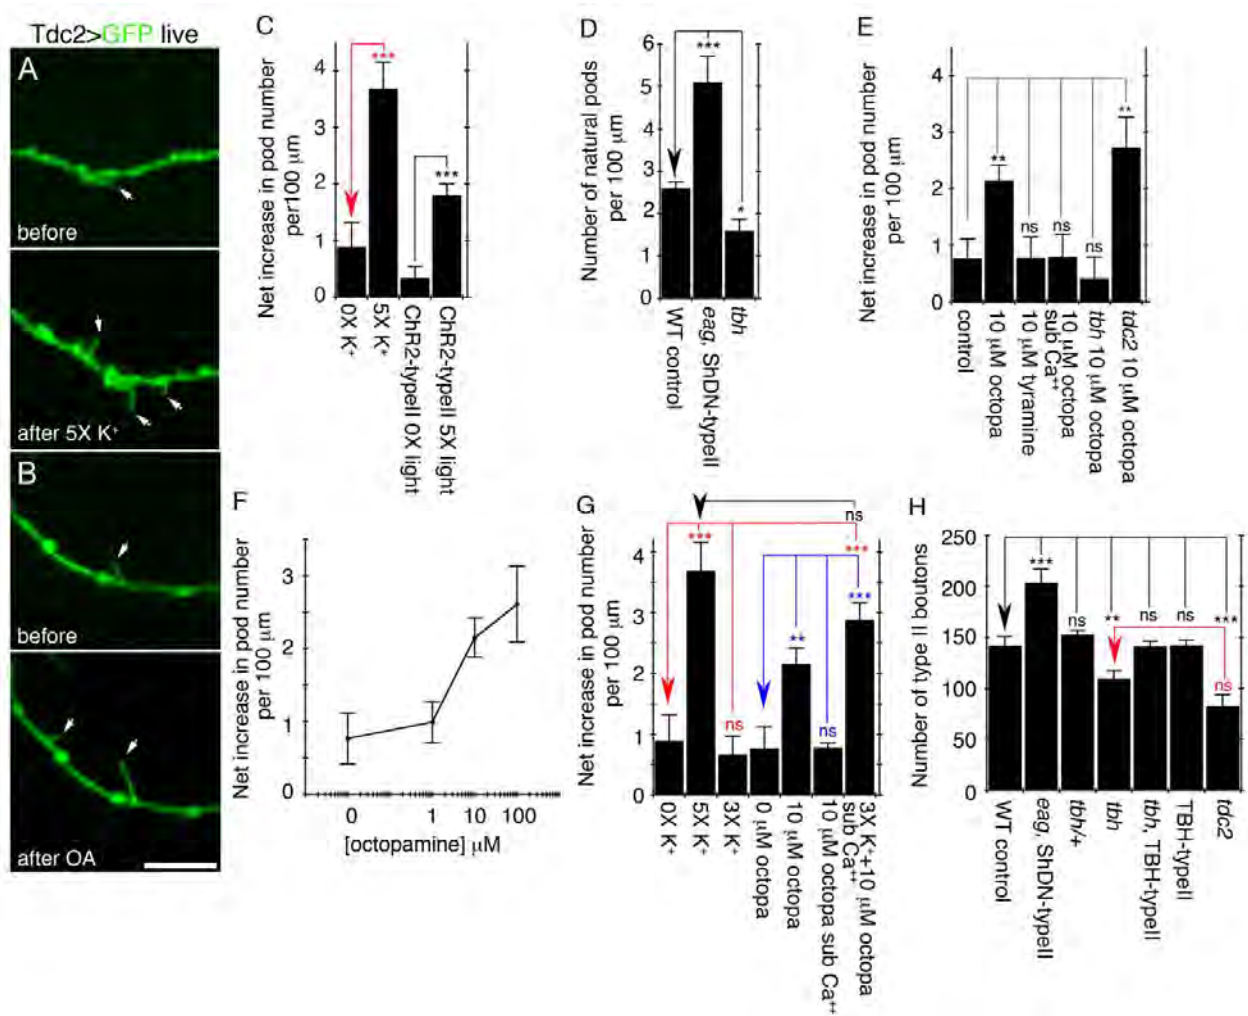 Tdc2>GFP live
A
before
after 5X K⁺
B
before
after OA
C
Net increase in pod number
per100 μm
4
3
2
1
0
***
***
0X K⁺
5X K⁺
ChR2-typeII 0X light
ChR2-typeII 5X light
D
Number of natural pods
per 100 μm
6
5
4
3
2
1
0
***
*
WT control
eag, ShDN-typeII
tbh
E
Net increase in pod number
per 100 μm
4
2
1
0
**
ns
ns
ns
**
control
10 μM octopa
10 μM tyramine
10 μM octopa
sub Ca⁺⁺
tbh 10 μM octopa
tdc2 10 μM octopa
F
Net increase in pod number
per 100 μm
3
2
1
0
0
1
10
100
[octopamine] μM
G
Net increase in pod number
per 100 μm
4
3
2
1
0
***
ns
**
ns
ns
***
***
0X K⁺
5X K⁺
3X K⁺
0 μM octopa
10 μM octopa
10 μM octopa sub Ca⁺⁺
3X K⁺+10 μM octopa
sub Ca⁺⁺
H
Number of type II boutons
250
200
150
100
50
0
***
ns
**
ns
ns
***
ns
WT control
eag, ShDN-typeII
tbh/+
tbh
tbh, TBH-typeII
TBH-typeII
tdc2